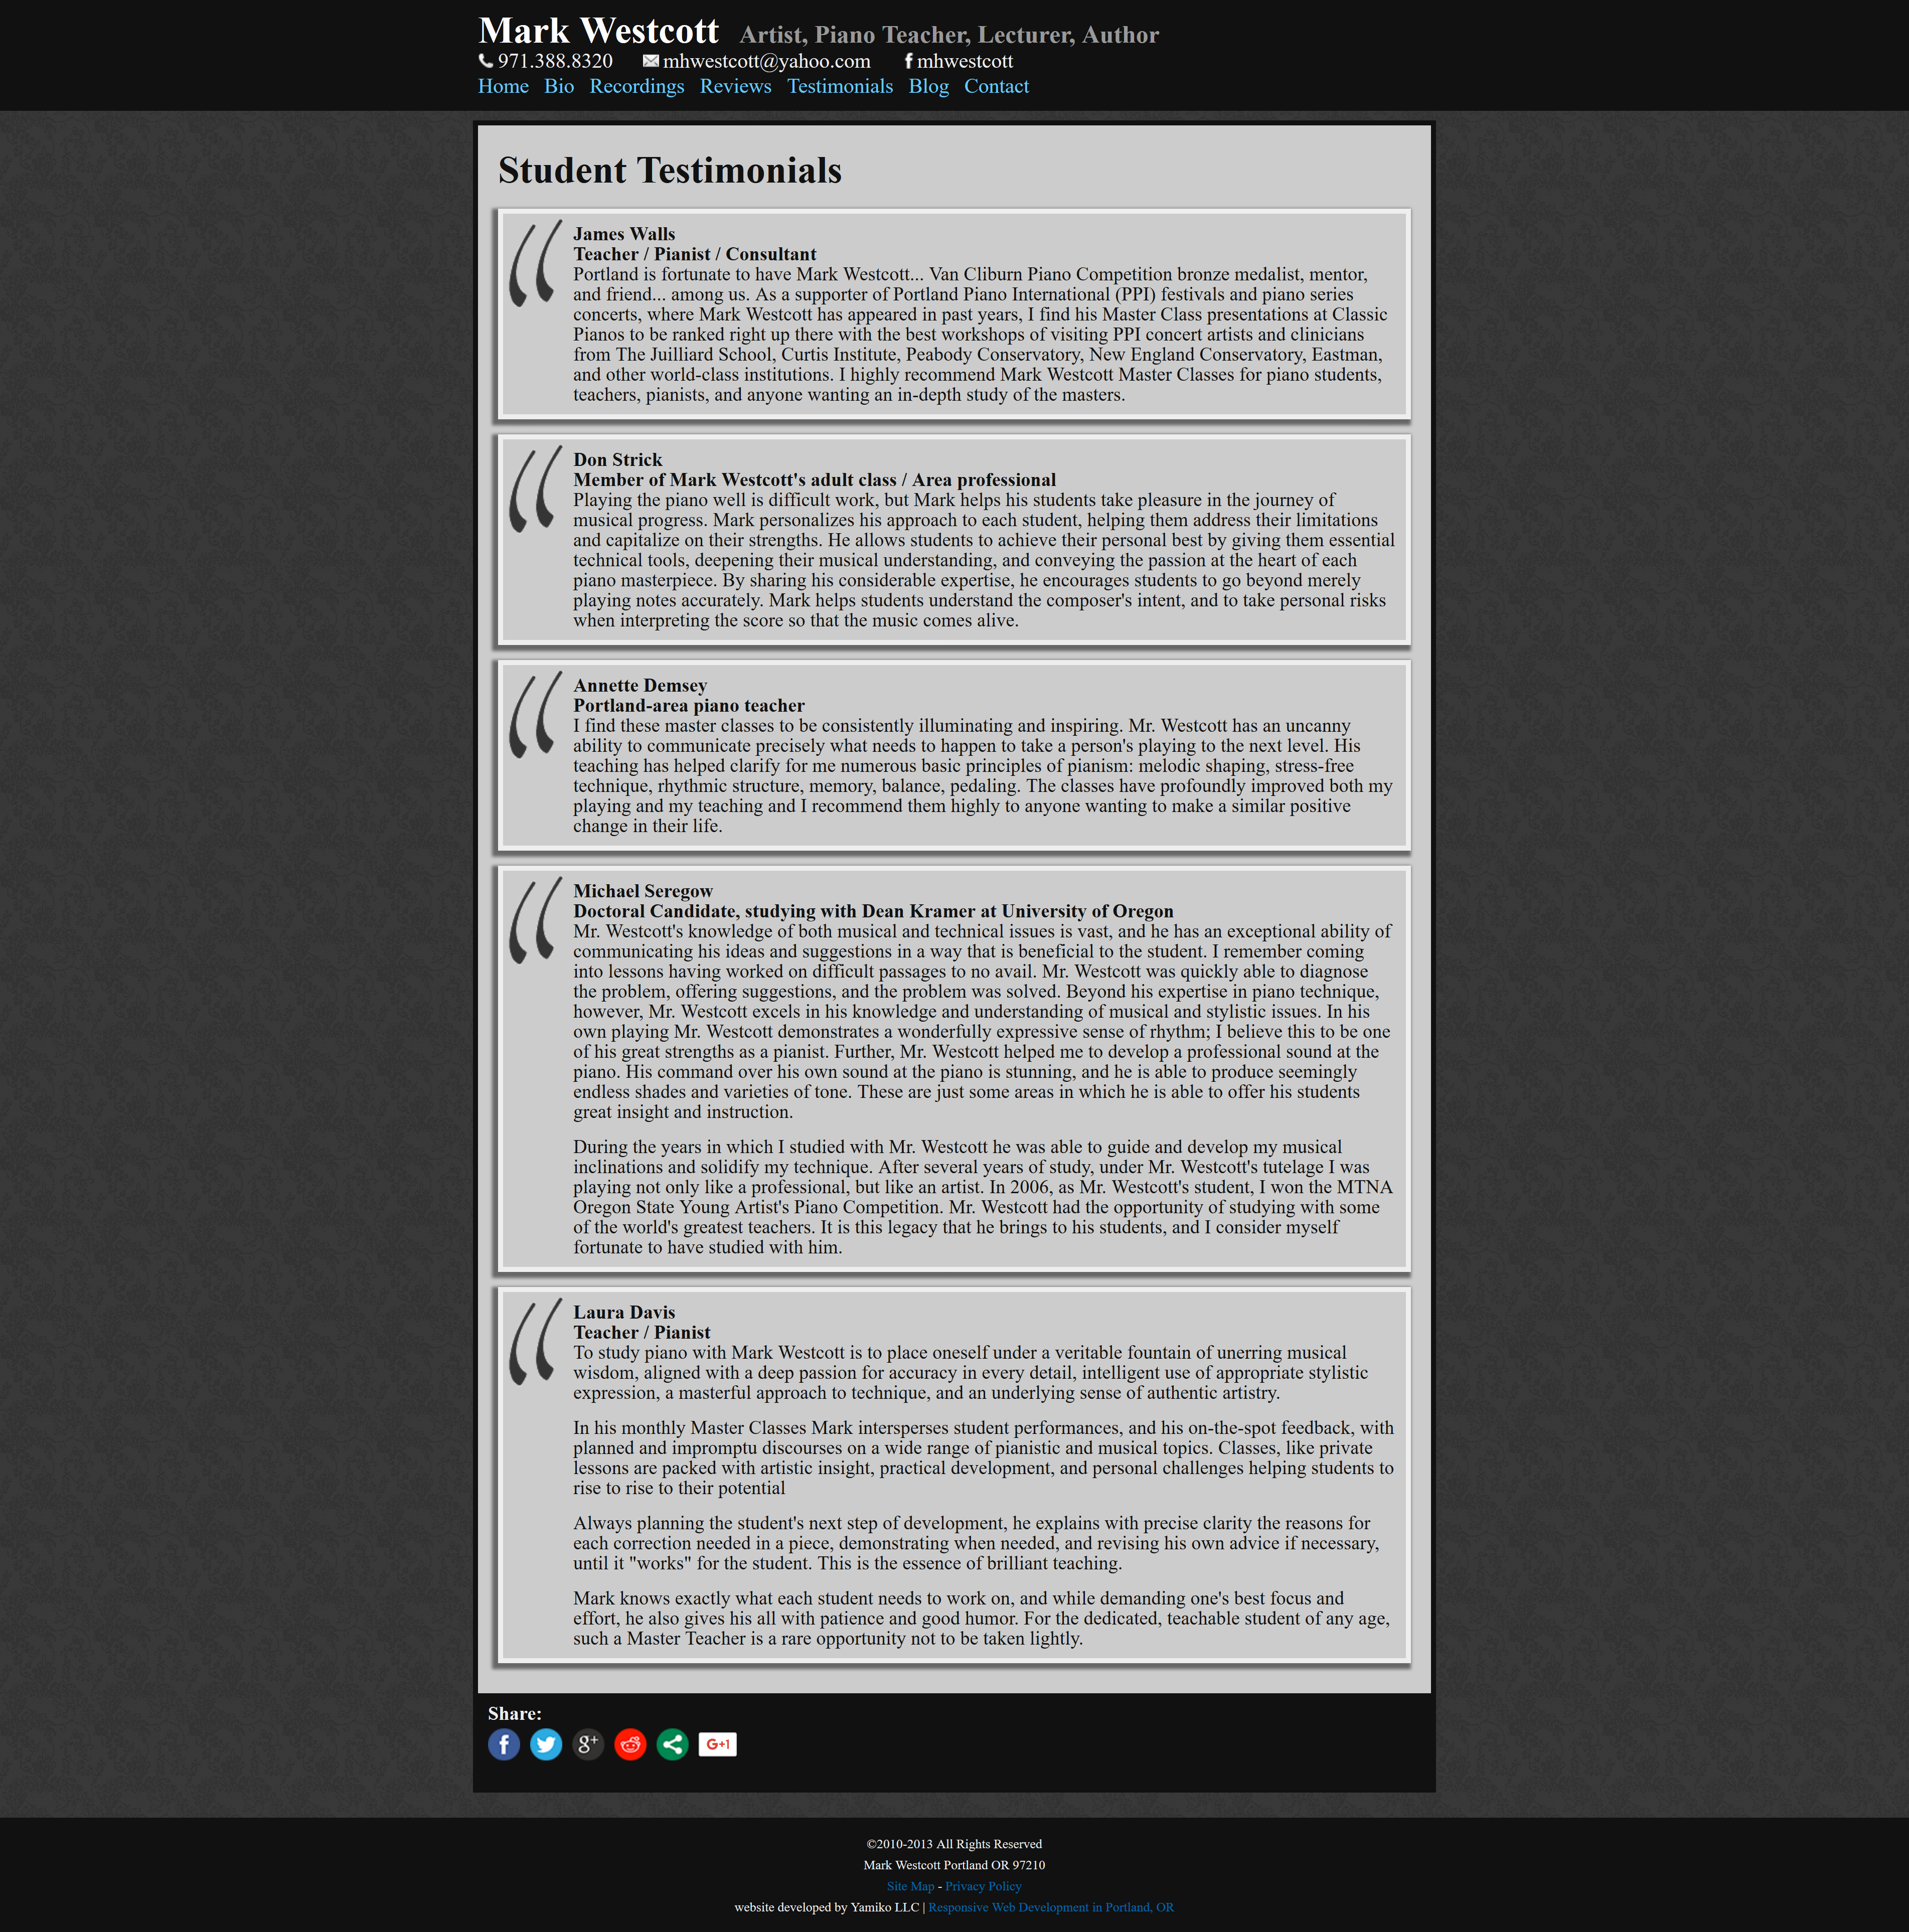 Mark Westcott Artist, Piano Teacher, Lecturer, Author
971.388.8320 mhwestcott@yahoo.com mhwestcott
Home Bio Recordings Reviews Testimonials Blog Contact
Student Testimonials
James Walls
Teacher / Pianist / Consultant
Portland is fortunate to have Mark Westcott... Van Cliburn Piano Competition bronze medalist, mentor,
and friend... among us. As a supporter of Portland Piano International (PPI) festivals and piano series
concerts, where Mark Westcott has appeared in past years, I find his Master Class presentations at Classic
Pianos to be ranked right up there with the best workshops of visiting PPI concert artists and clinicians
from The Juilliard School, Curtis Institute, Peabody Conservatory, New England Conservatory, Eastman,
and other world-class institutions. I highly recommend Mark Westcott Master Classes for piano students,
teachers, pianists, and anyone wanting an in-depth study of the masters.
Don Strick
Member of Mark Westcott's adult class / Area professional
Playing the piano well is difficult work, but Mark helps his students take pleasure in the journey of
musical progress. Mark personalizes his approach to each student, helping them address their limitations
and capitalize on their strengths. He allows students to achieve their personal best by giving them essential
technical tools, deepening their musical understanding, and conveying the passion at the heart of each
piano masterpiece. By sharing his considerable expertise, he encourages students to go beyond merely
playing notes accurately. Mark helps students understand the composer's intent, and to take personal risks
when interpreting the score so that the music comes alive.
Annette Demsey
Portland-area piano teacher
I find these master classes to be consistently illuminating and inspiring. Mr. Westcott has an uncanny
ability to communicate precisely what needs to happen to take a person's playing to the next level. His
teaching has helped clarify for me numerous basic principles of pianism: melodic shaping, stress-free
technique, rhythmic structure, memory, balance, pedaling. The classes have profoundly improved both my
playing and my teaching and I recommend them highly to anyone wanting to make a similar positive
change in their life.
Michael Seregow
Doctoral Candidate, studying with Dean Kramer at University of Oregon
Mr. Westcott's knowledge of both musical and technical issues is vast, and he has an exceptional ability of
communicating his ideas and suggestions in a way that is beneficial to the student. I remember coming
into lessons having worked on difficult passages to no avail. Mr. Westcott was quickly able to diagnose
the problem, offering suggestions, and the problem was solved. Beyond his expertise in piano technique,
however, Mr. Westcott excels in his knowledge and understanding of musical and stylistic issues. In his
own playing Mr. Westcott demonstrates a wonderfully expressive sense of rhythm; I believe this to be one
of his great strengths as a pianist. Further, Mr. Westcott helped me to develop a professional sound at the
piano. His command over his own sound at the piano is stunning, and he is able to produce seemingly
endless shades and varieties of tone. These are just some areas in which he is able to offer his students
great insight and instruction.
During the years in which I studied with Mr. Westcott he was able to guide and develop my musical
inclinations and solidify my technique. After several years of study, under Mr. Westcott's tutelage I was
playing not only like a professional, but like an artist. In 2006, as Mr. Westcott's student, I won the MTNA
Oregon State Young Artist's Piano Competition. Mr. Westcott had the opportunity of studying with some
of the world's greatest teachers. It is this legacy that he brings to his students, and I consider myself
fortunate to have studied with him.
Laura Davis
Teacher / Pianist
To study piano with Mark Westcott is to place oneself under a veritable fountain of unerring musical
wisdom, aligned with a deep passion for accuracy in every detail, intelligent use of appropriate stylistic
expression, a masterful approach to technique, and an underlying sense of authentic artistry.
In his monthly Master Classes Mark intersperses student performances, and his on-the-spot feedback, with
planned and impromptu discourses on a wide range of pianistic and musical topics. Classes, like private
lessons are packed with artistic insight, practical development, and personal challenges helping students to
rise to rise to their potential
Always planning the student's next step of development, he explains with precise clarity the reasons for
each correction needed in a piece, demonstrating when needed, and revising his own advice if necessary,
until it "works" for the student. This is the essence of brilliant teaching.
Mark knows exactly what each student needs to work on, and while demanding one's best focus and
effort, he also gives his all with patience and good humor. For the dedicated, teachable student of any age,
such a Master Teacher is a rare opportunity not to be taken lightly.
Share:
G+1
©2010-2013 All Rights Reserved
Mark Westcott Portland OR 97210
Site Map - Privacy Policy
website developed by Yamiko LLC | Responsive Web Development in Portland, OR